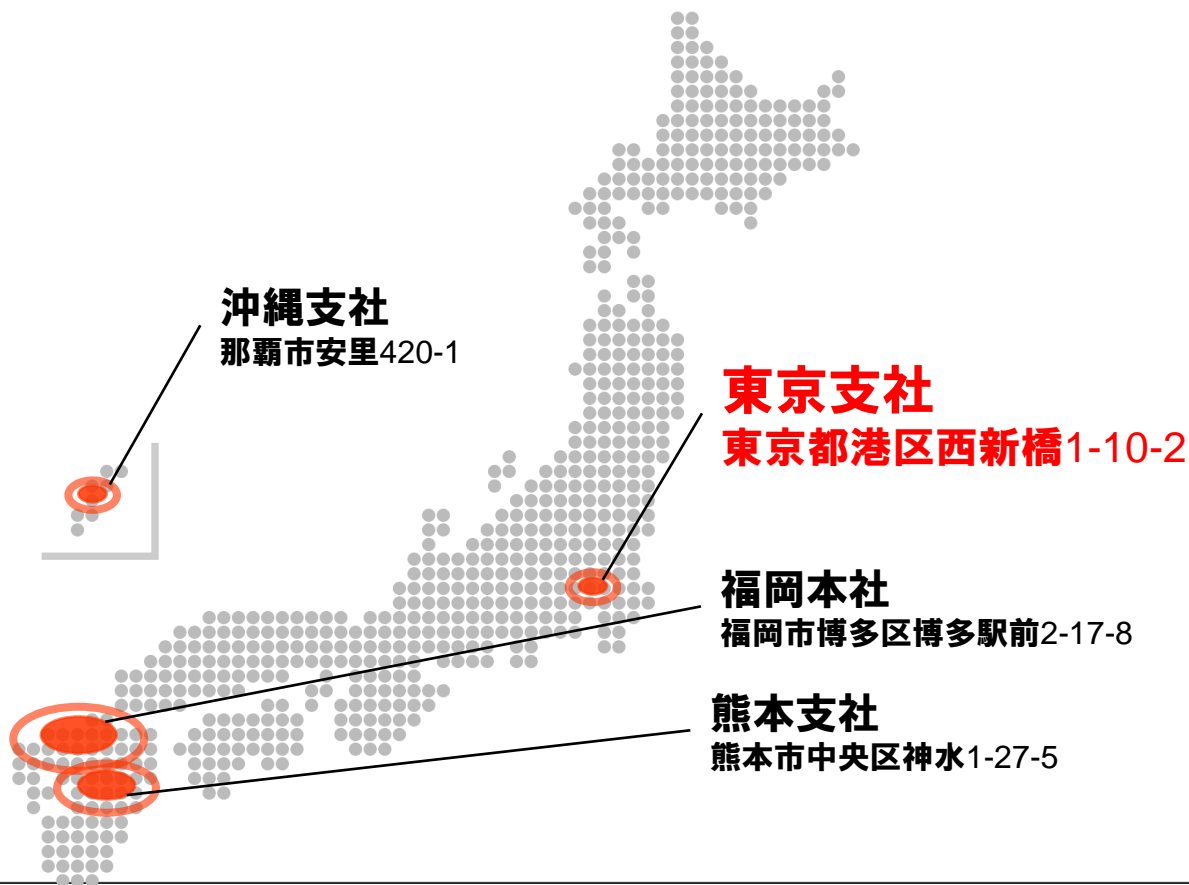 沖縄支社
那覇市安里420-1
東京支社
東京都港区西新橋1-10-2
福岡本社
福岡市博多区博多駅前2-17-8
熊本支社
熊本市中央区神水1-27-5